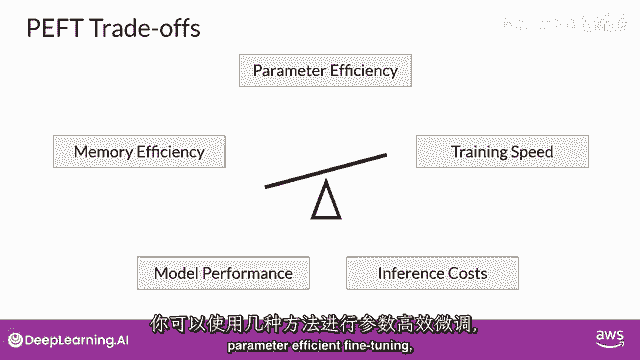 PEFT Trade-offs
Parameter Efficiency
Memory Efficiency
Training Speed
Model Performance
Inference Costs
你可以使用几种方法进行参数高效微调,
parameter efficient fine-tuning,
DeepLearning.AI
aws